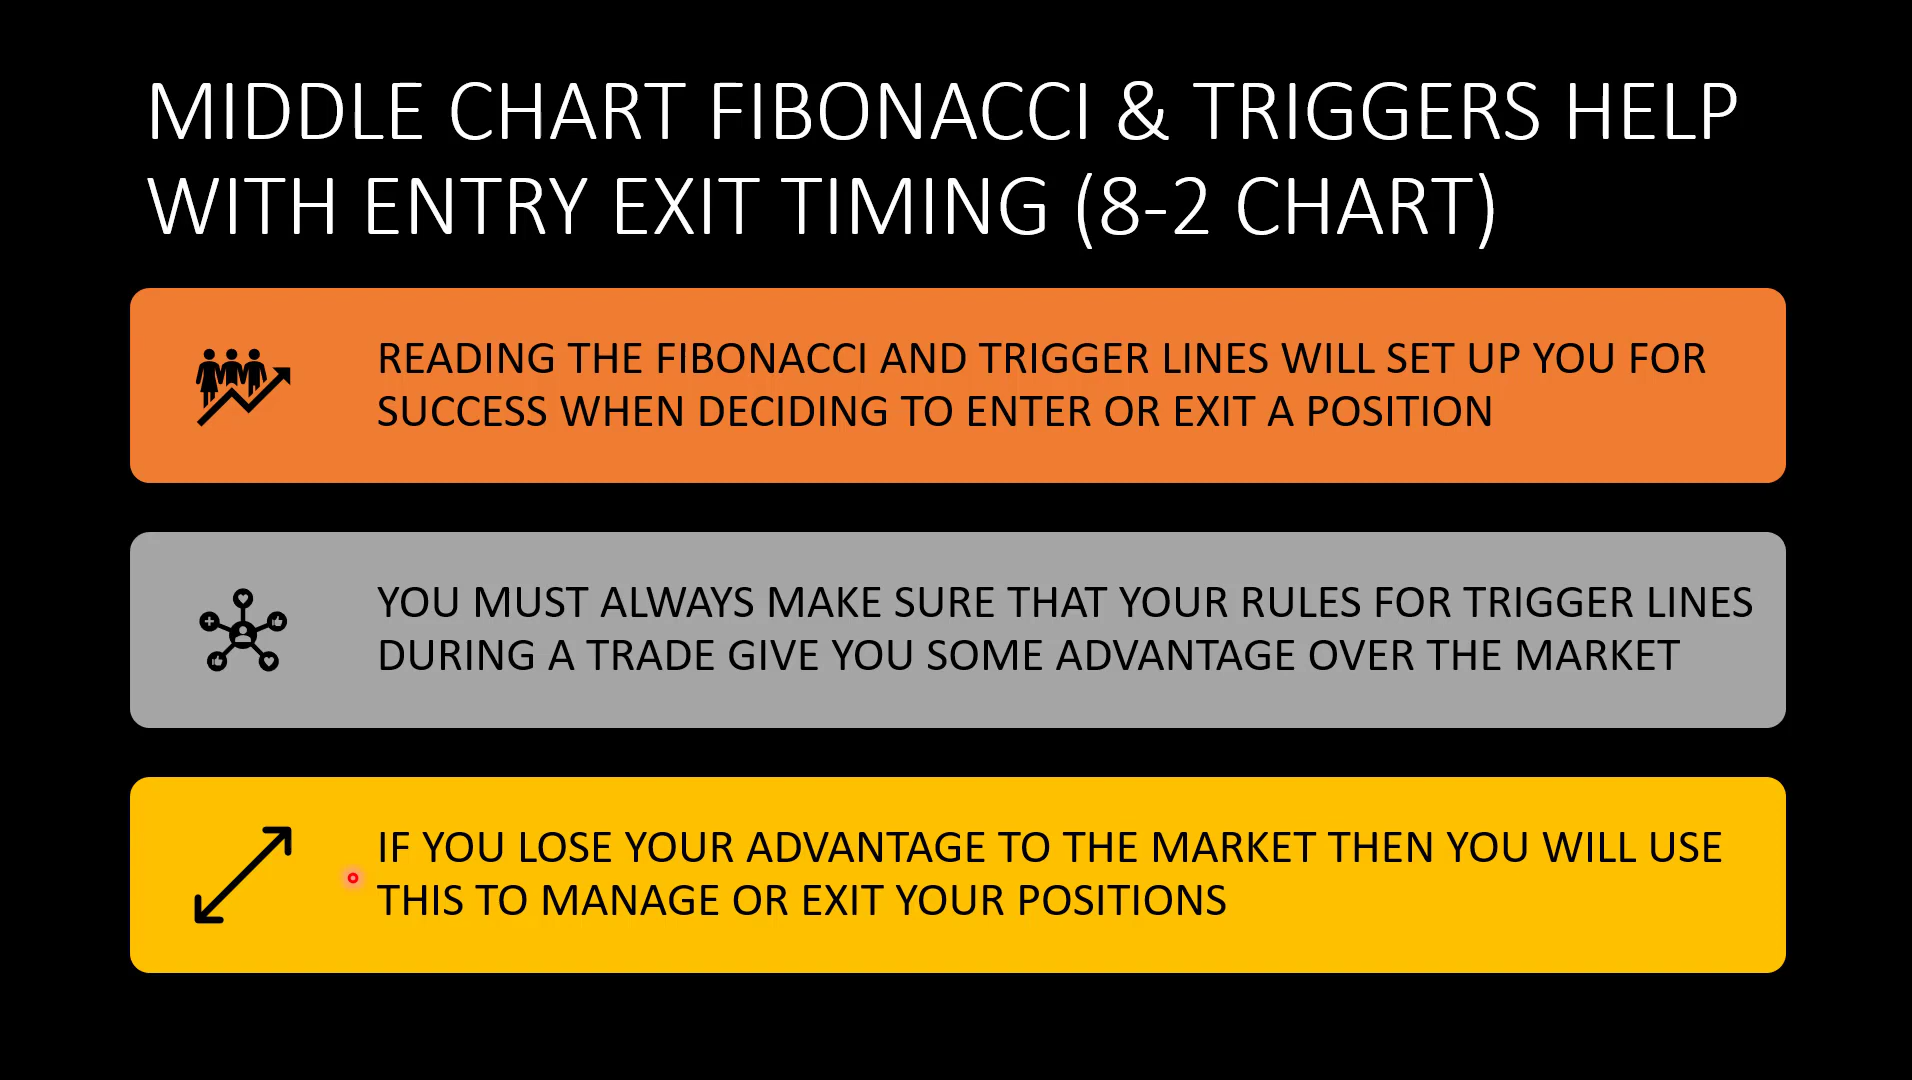 MIDDLE CHART FIBONACCI & TRIGGERS HELP
WITH ENTRY EXIT TIMING (8-2 CHART)
READING THE FIBONACCI AND TRIGGER LINES WILL SET UP YOU FOR
SUCCESS WHEN DECIDING TO ENTER OR EXIT A POSITION
YOU MUST ALWAYS MAKE SURE THAT YOUR RULES FOR TRIGGER LINES
DURING A TRADE GIVE YOU SOME ADVANTAGE OVER THE MARKET
IF YOU LOSE YOUR ADVANTAGE TO THE MARKET THEN YOU WILL USE
THIS TO MANAGE OR EXIT YOUR POSITIONS